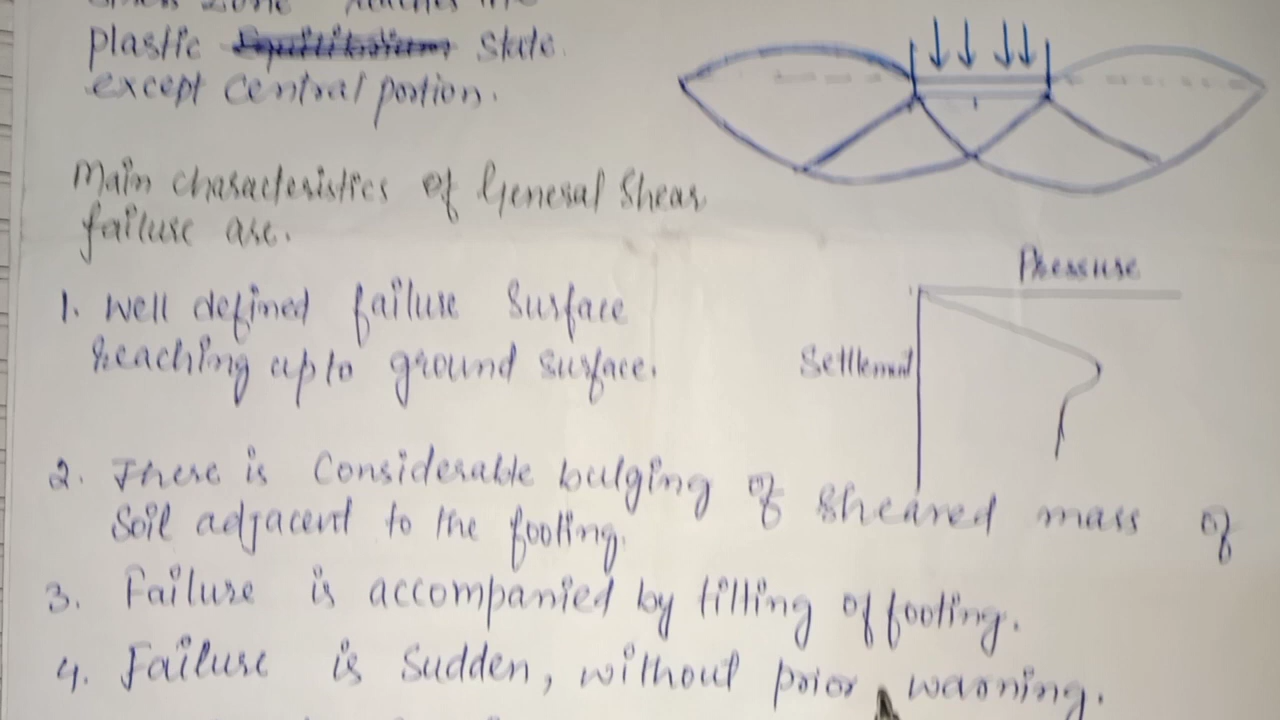 plastic state.
except central portion.
Main characteristics of General Shear
failure are.
1. Well defined failure surface
reaching upto ground surface.
Pressure
Settlement
2. There is Considerable bulging of sheared mass of
Soil adjacent to the footing.
3. Failure is accompanied by tilting of footing.
4. Failure is sudden, without prior warning.